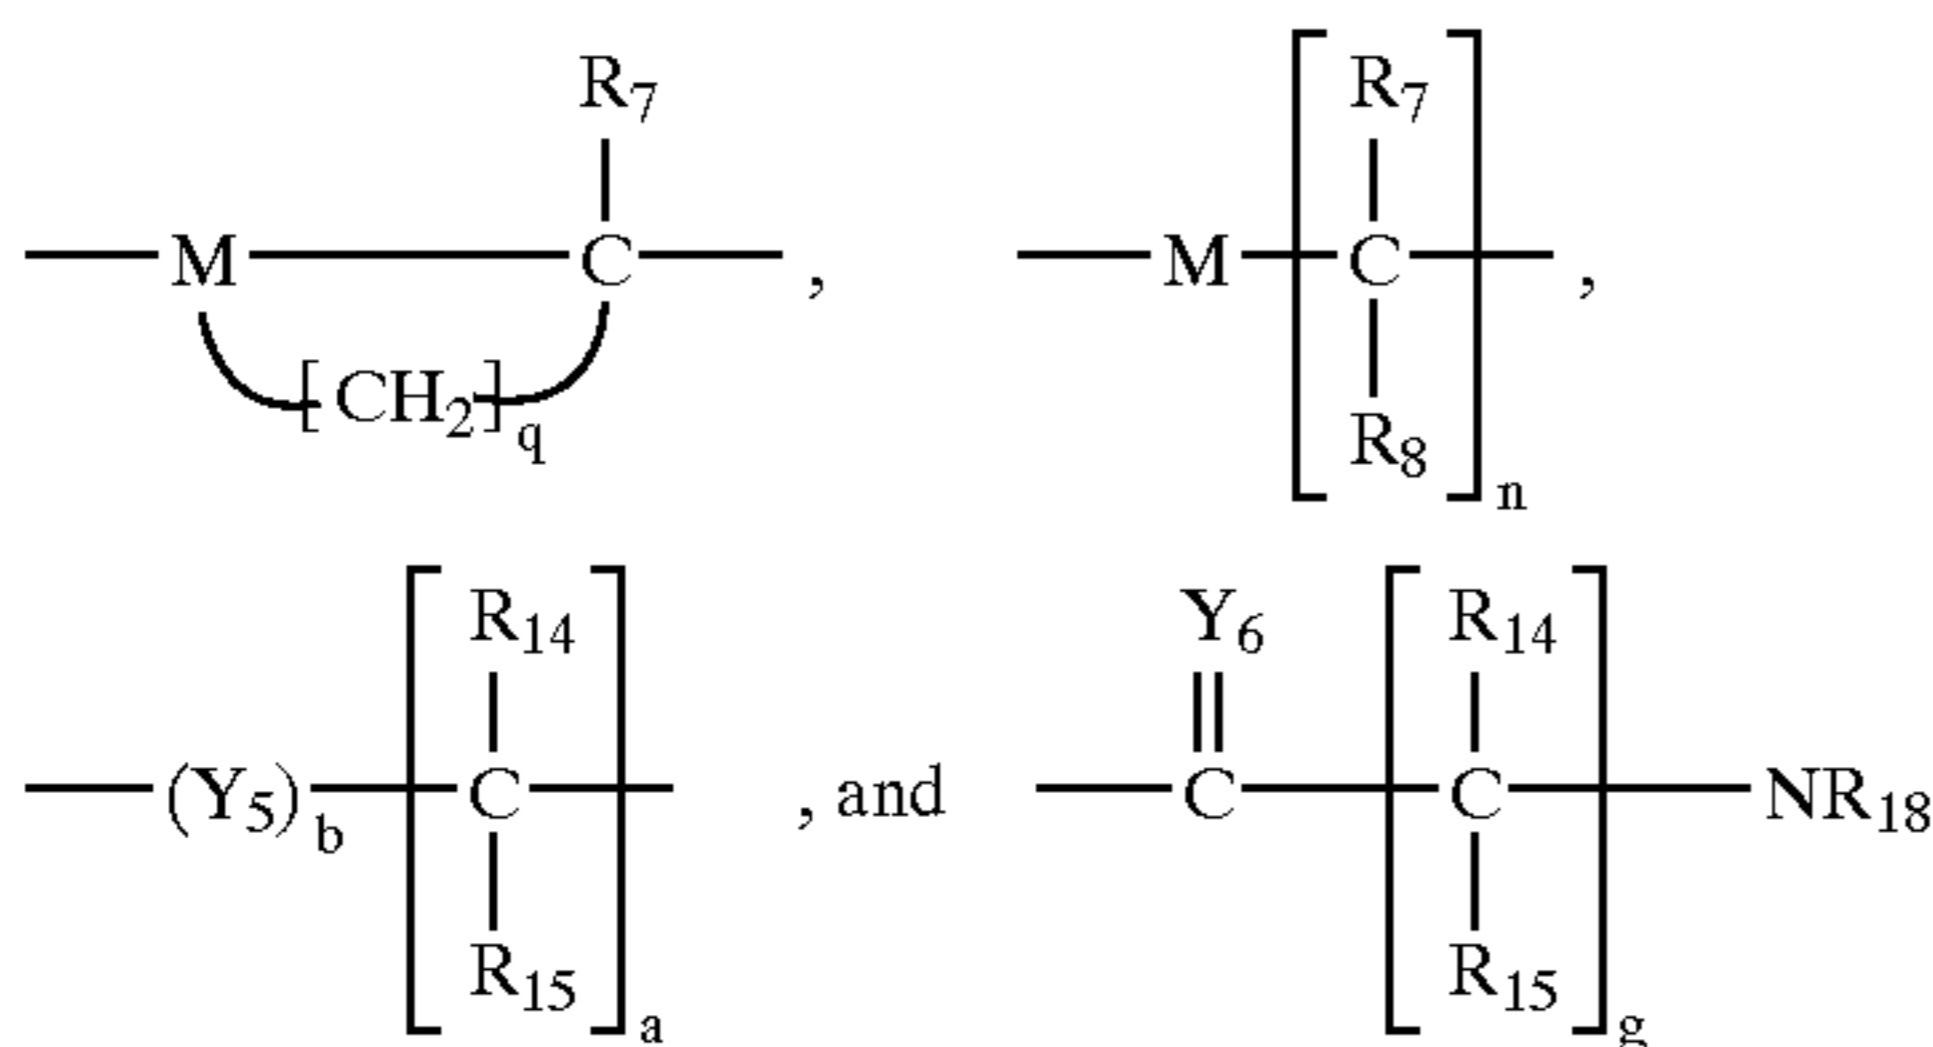 R7 R7
M C , M C ,
[CH2]q R8 n
R14 Y6 R14
(Y5)b C , and C C NR18
R15 a R15 g